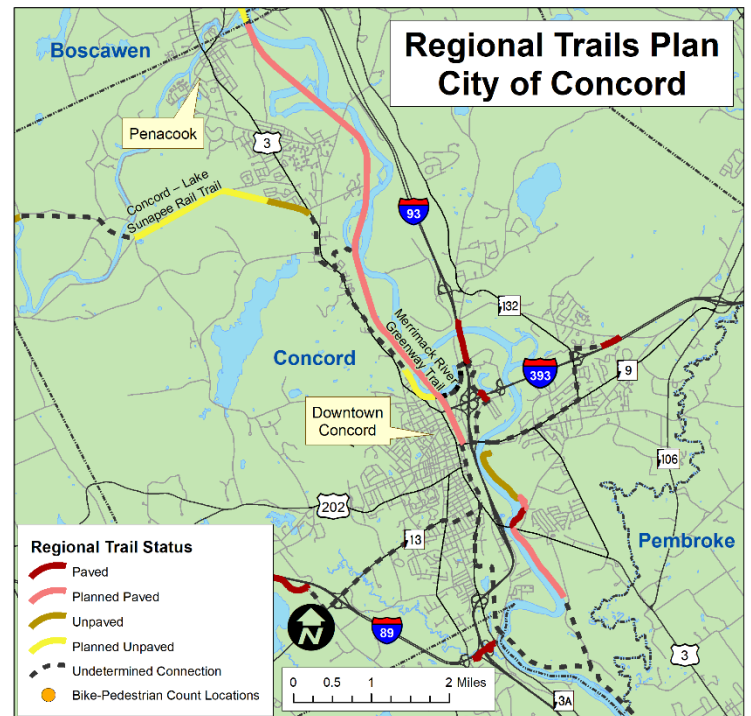 Regional Trails Plan
City of Concord
Boscawen
Penacook
3
Concord – Lake
Sunapee Rail Trail
93
132
Merrimack River
Greenway Trail
Concord
393
9
Downtown
Concord
106
202
13
Pembroke
Regional Trail Status
Paved
Planned Paved
Unpaved
Planned Unpaved
Undetermined Connection
Bike-Pedestrian Count Locations
N
89
3
0 0.5 1 2 Miles
3A